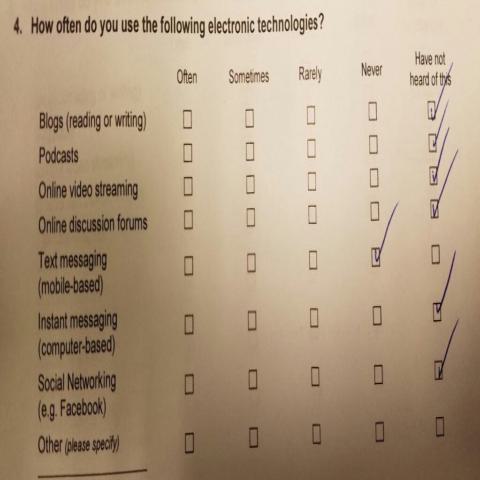 4. How often do you use the following electronic technologies?
Often Sometimes Rarely Never Have not heard of this
Blogs (reading or writing)
Podcasts
Online video streaming
Online discussion forums
Text messaging
(mobile-based)
Instant messaging
(computer-based)
Social Networking
(e.g. Facebook)
Other (please specify)